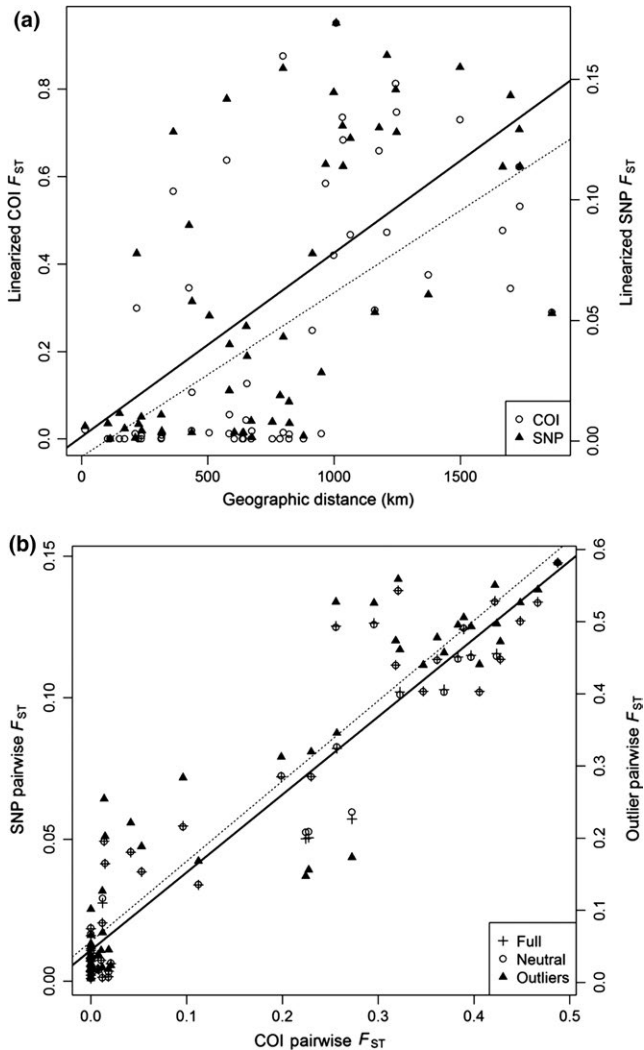 (a)
Linearized COI FST
0.0 0.2 0.4 0.6 0.8
Linearized SNP FST
0.00 0.05 0.10 0.15
COI
SNP
0 500 1000 1500
Geographic distance (km)
(b)
SNP pairwise FST
0.00 0.05 0.10 0.15
Outlier pairwise FST
0.0 0.1 0.2 0.3 0.4 0.5 0.6
Full
Neutral
Outliers
0.0 0.1 0.2 0.3 0.4 0.5
COI pairwise FST